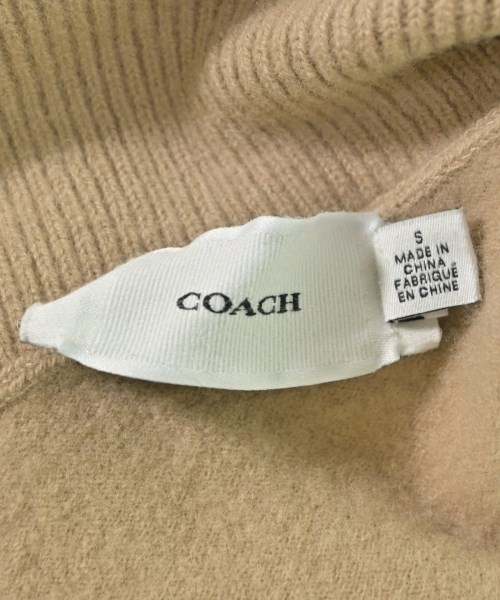 COACH
S
MADE IN
CHINA
FABRIQUÉ
EN CHINE